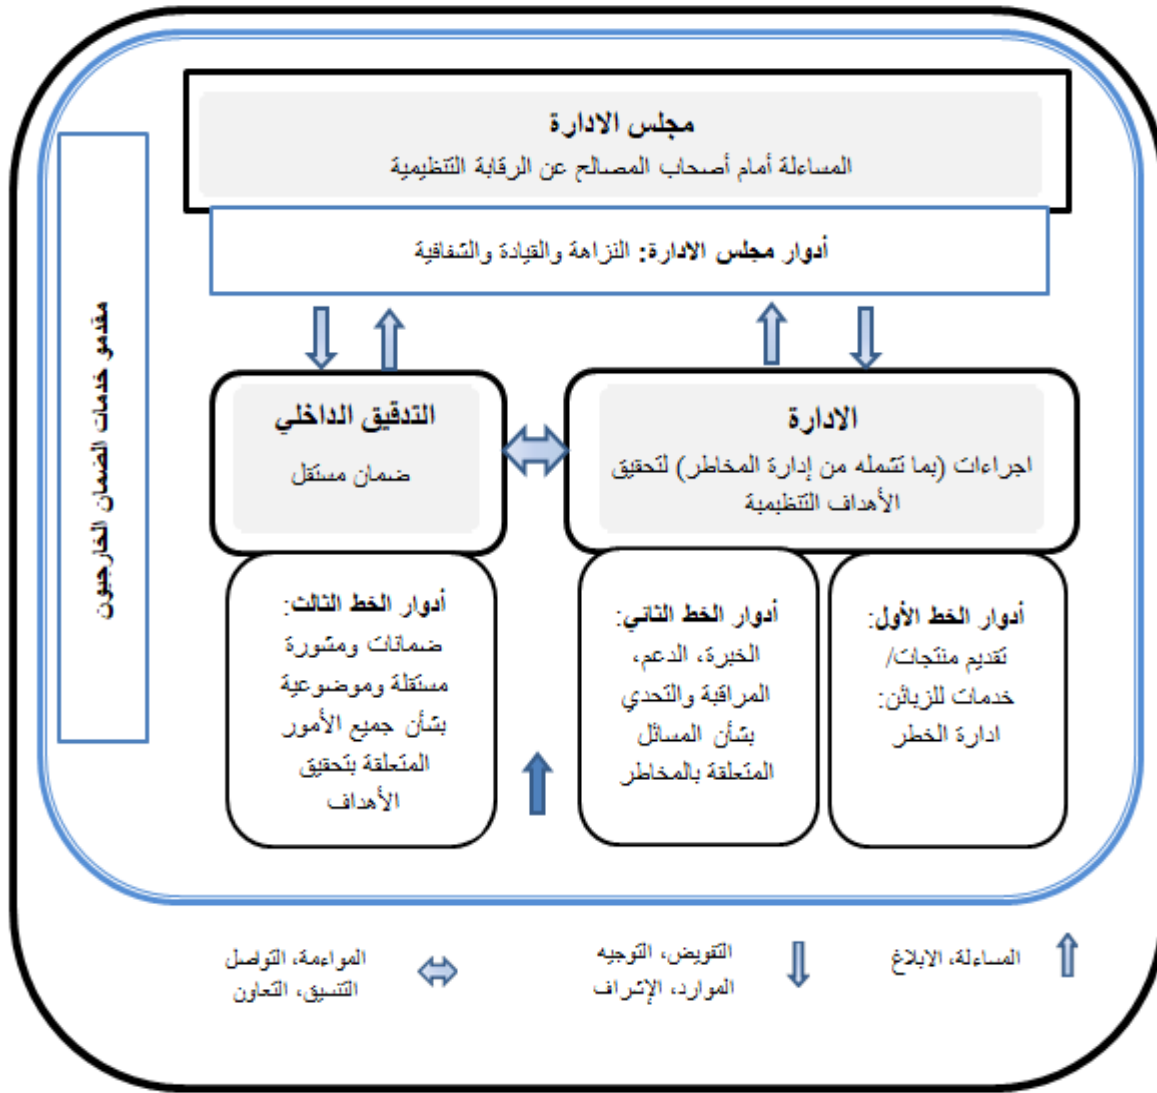 مجلس الادارة
المساءلة أمام أصحاب المصالح عن الرقابة التنظيمية
أدوار مجلس الادارة: النزاهة والقيادة والشفافية
مقدمو خدمات الضمان الخارجيون
الادارة
اجراءات (بما تشمله من إدارة المخاطر) لتحقيق
الأهداف التنظيمية
التدقيق الداخلي
ضمان مستقل
أدوار الخط الأول:
تقديم منتجات/
خدمات للزبائن:
ادارة الخطر
أدوار الخط الثاني:
الخبرة، الدعم،
المراقبة والتحدي
بشأن المسائل
المتعلقة بالمخاطر
أدوار الخط الثالث:
ضمانات ومشورة
مستقلة وموضوعية
بشأن جميع الأمور
المتعلقة بتحقيق
الأهداف
المساءلة، الابلاغ
التفويض، التوجيه
الموارد، الإشراف
المواءمة، التواصل
التنسيق، التعاون